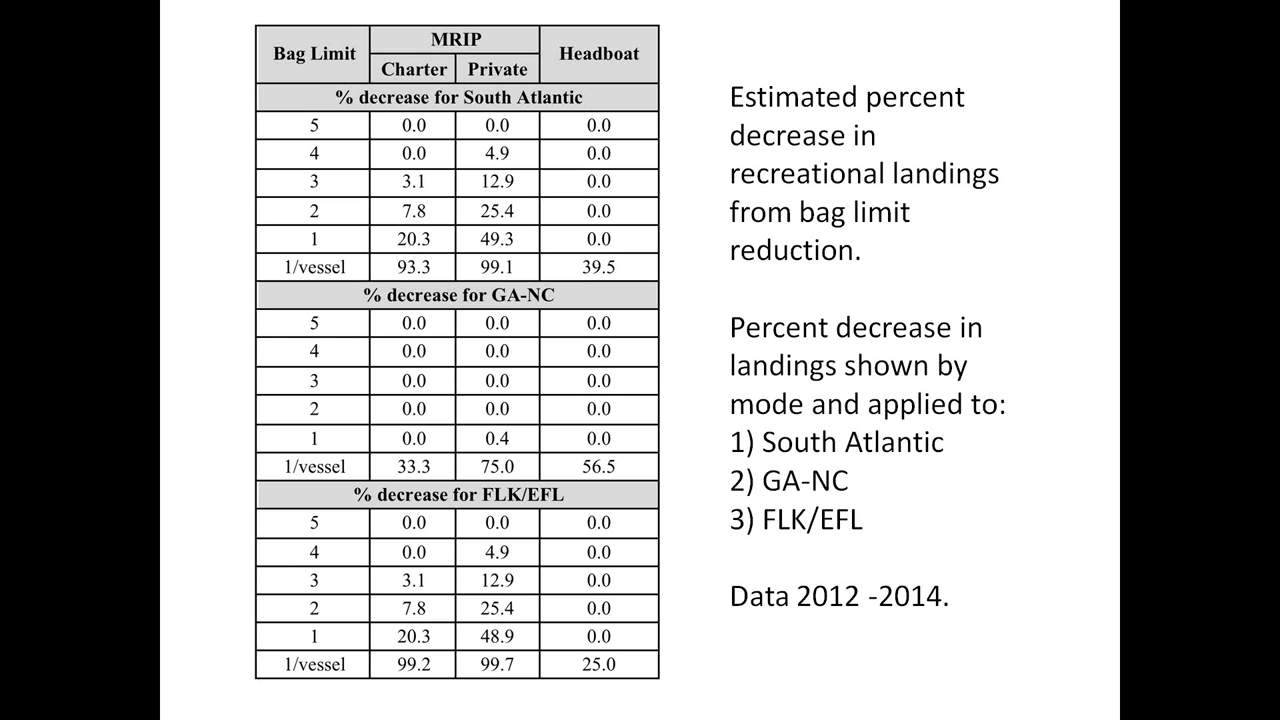 Bag Limit MRIP Headboat
Charter Private
% decrease for South Atlantic
5 0.0 0.0 0.0
4 0.0 4.9 0.0
3 3.1 12.9 0.0
2 7.8 25.4 0.0
1 20.3 49.3 0.0
1/vessel 93.3 99.1 39.5
% decrease for GA-NC
5 0.0 0.0 0.0
4 0.0 0.0 0.0
3 0.0 0.0 0.0
2 0.0 0.0 0.0
1 0.0 0.4 0.0
1/vessel 33.3 75.0 56.5
% decrease for FLK/EFL
5 0.0 0.0 0.0
4 0.0 4.9 0.0
3 3.1 12.9 0.0
2 7.8 25.4 0.0
1 20.3 48.9 0.0
1/vessel 99.2 99.7 25.0
Estimated percent
decrease in
recreational landings
from bag limit
reduction.
Percent decrease in
landings shown by
mode and applied to:
1) South Atlantic
2) GA-NC
3) FLK/EFL
Data 2012 -2014.